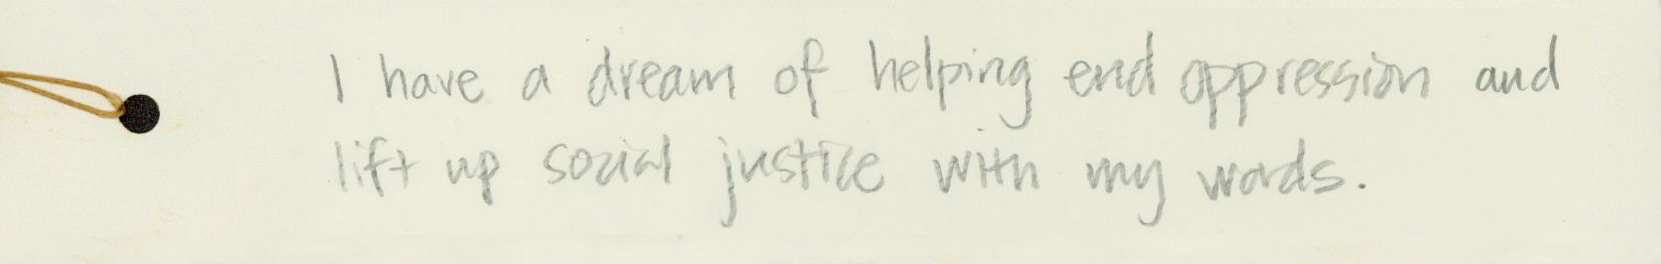 I have a dream of helping end oppression and
lift up social justice with my words.